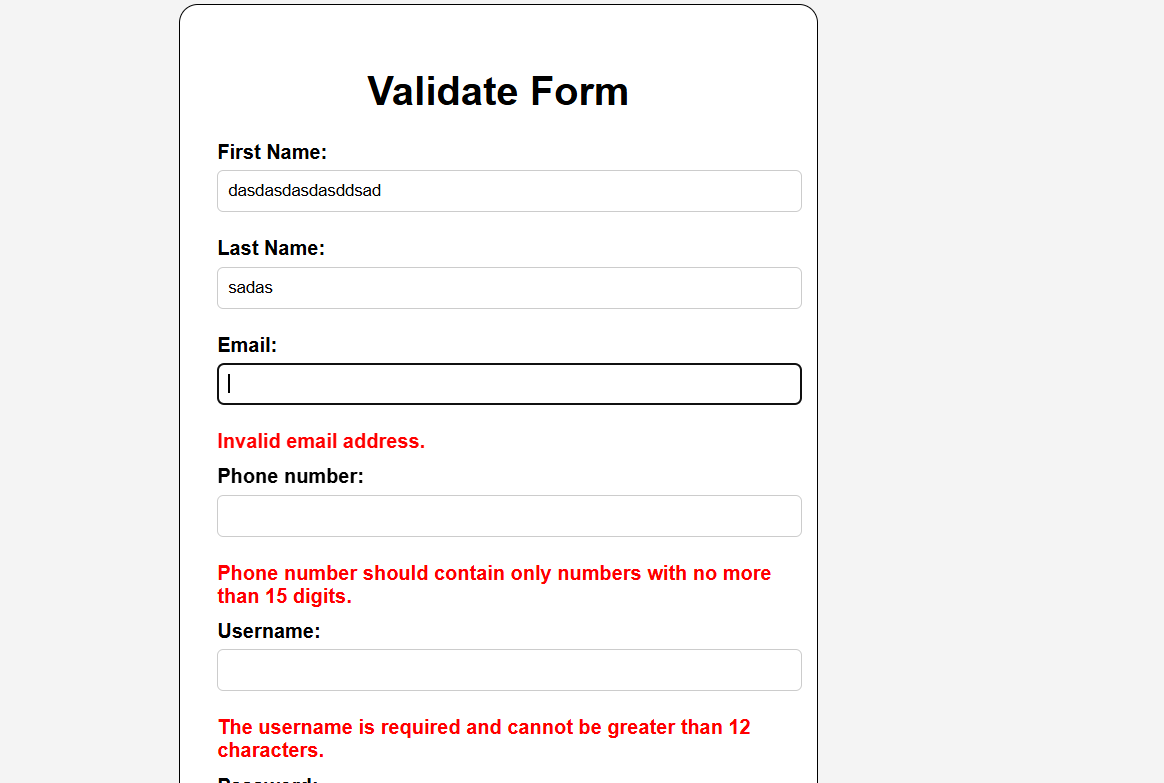 Validate Form
First Name:
dasdasdasdasddsad
Last Name:
sadas
Email:
Invalid email address.
Phone number:
Phone number should contain only numbers with no more
than 15 digits.
Username:
The username is required and cannot be greater than 12
characters.